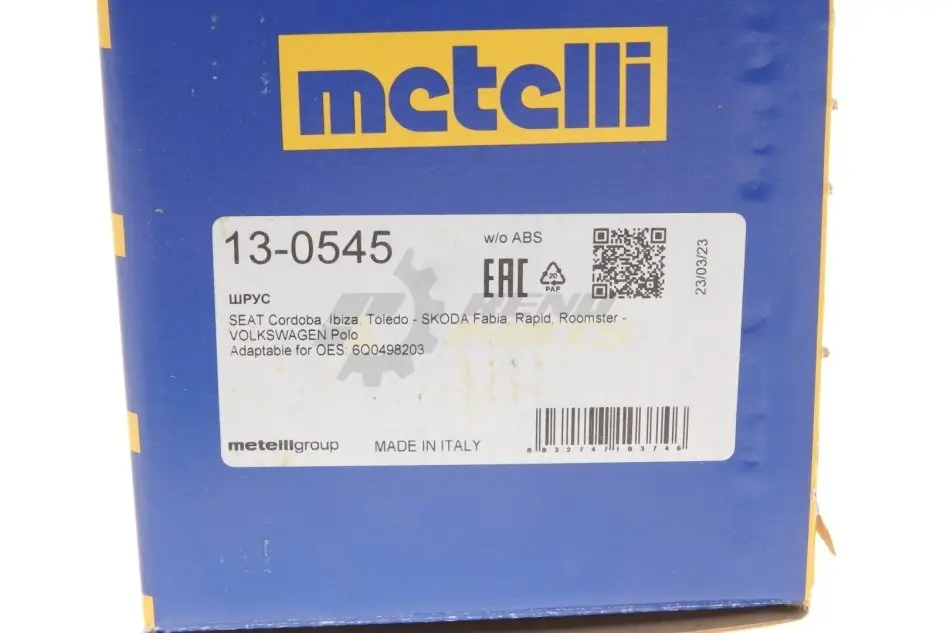 metelli
13-0545
w/o ABS
EAC
20
PAP
23/03/23
ШРУС
SEAT Cordoba, Ibiza, Toledo - SKODA Fabia, Rapid, Roomster -
VOLKSWAGEN Polo
Adaptable for OES: 6Q0498203
metelligroup
MADE IN ITALY